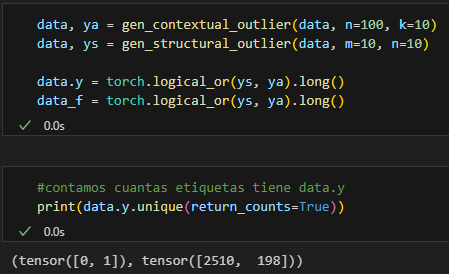 data, ya = gen_contextual_outlier(data, n=100, k=10)
data, ys = gen_structural_outlier(data, m=10, n=10)
data.y = torch.logical_or(ys, ya).long()
data_f = torch.logical_or(ys, ya).long()
0.0s
#contamos cuantas etiquetas tiene data.y
print(data.y.unique(return_counts=True))
0.0s
(tensor([0, 1]), tensor([2510,  198]))